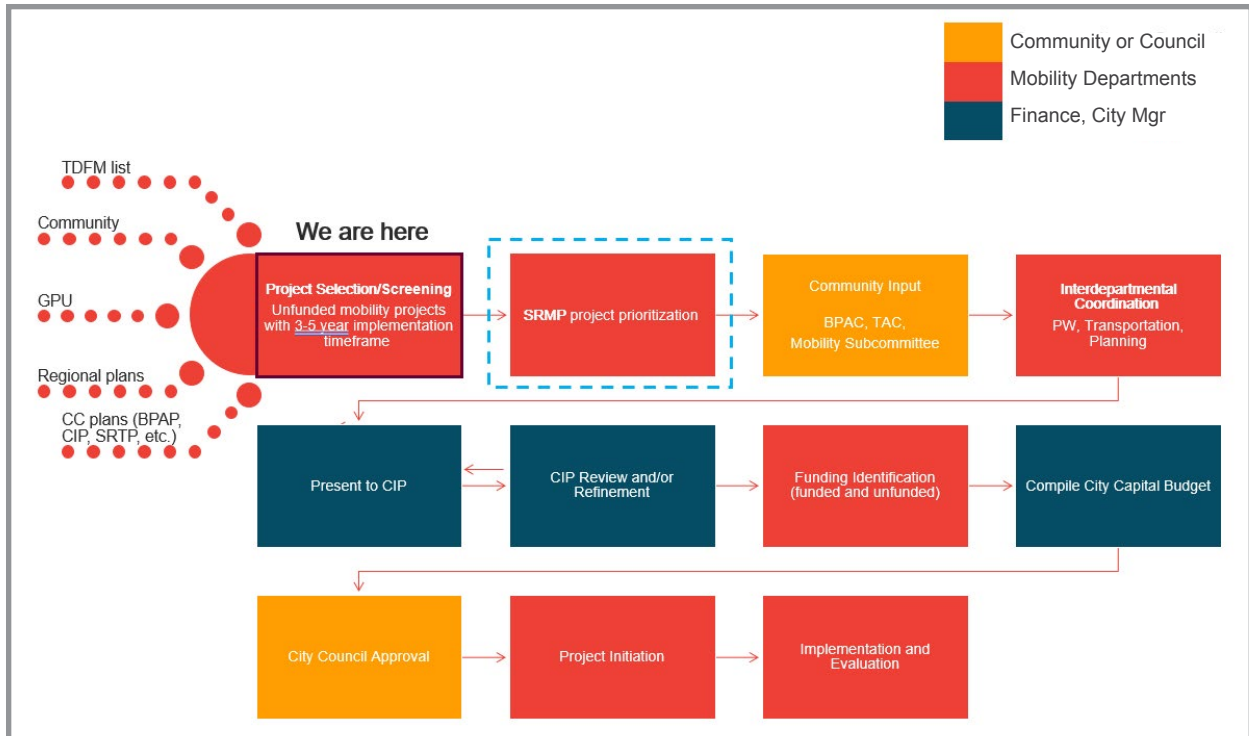 Community or Council
Mobility Departments
Finance, City Mgr
TDFM list
Community
GPU
Regional plans
CC plans (BPAP,
CIP, SRTP, etc.)
We are here
Project Selection/Screening
Unfunded mobility projects
with 3-5 year implementation
timeframe
SRMP project prioritization
Community Input
BPAC, TAC,
Mobility Subcommittee
Interdepartmental
Coordination
PW, Transportation,
Planning
Present to CIP
CIP Review and/or
Refinement
Funding Identification
(funded and unfunded)
Compile City Capital Budget
City Council Approval
Project Initiation
Implementation and
Evaluation